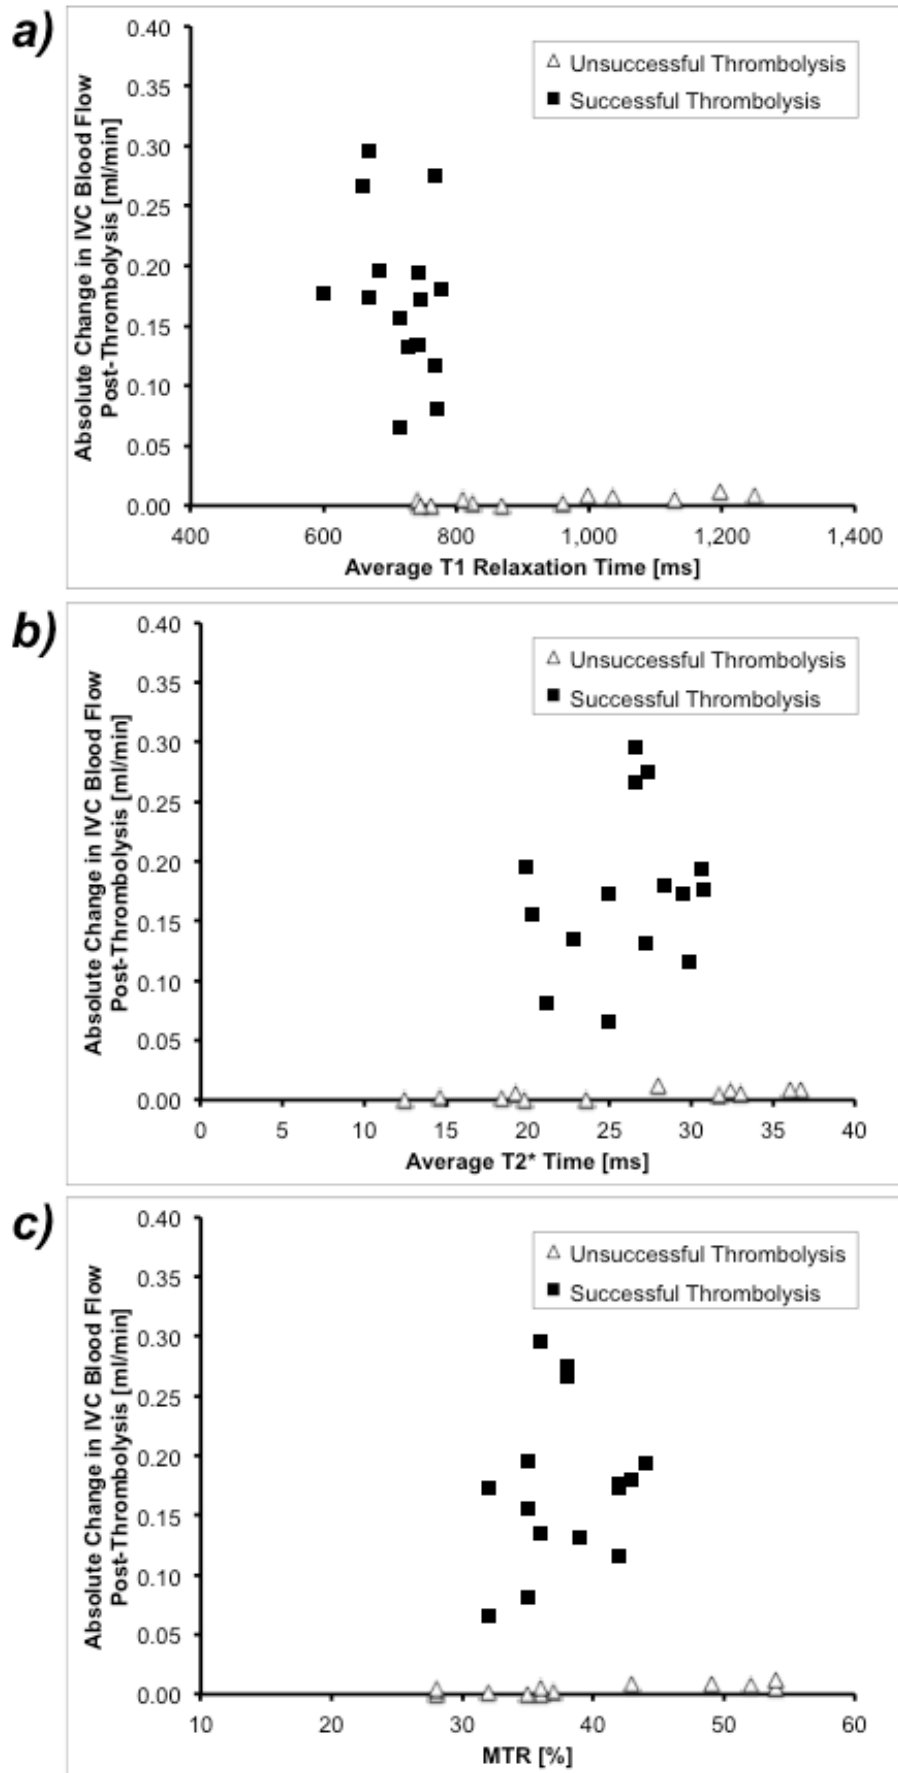 a)
Absolute Change in IVC Blood Flow
Post-Thrombolysis [ml/min]
0.40
0.35
0.30
0.25
0.20
0.15
0.10
0.05
0.00
△ Unsuccessful Thrombolysis
■ Successful Thrombolysis
400 600 800 1,000 1,200 1,400
Average T1 Relaxation Time [ms]
b)
Absolute Change in IVC Blood Flow
Post-Thrombolysis [ml/min]
0.40
0.35
0.30
0.25
0.20
0.15
0.10
0.05
0.00
△ Unsuccessful Thrombolysis
■ Successful Thrombolysis
0 5 10 15 20 25 30 35 40
Average T2* Time [ms]
c)
Absolute Change in IVC Blood Flow
Post-Thrombolysis [ml/min]
0.40
0.35
0.30
0.25
0.20
0.15
0.10
0.05
0.00
△ Unsuccessful Thrombolysis
■ Successful Thrombolysis
10 20 30 40 50 60
MTR [%]